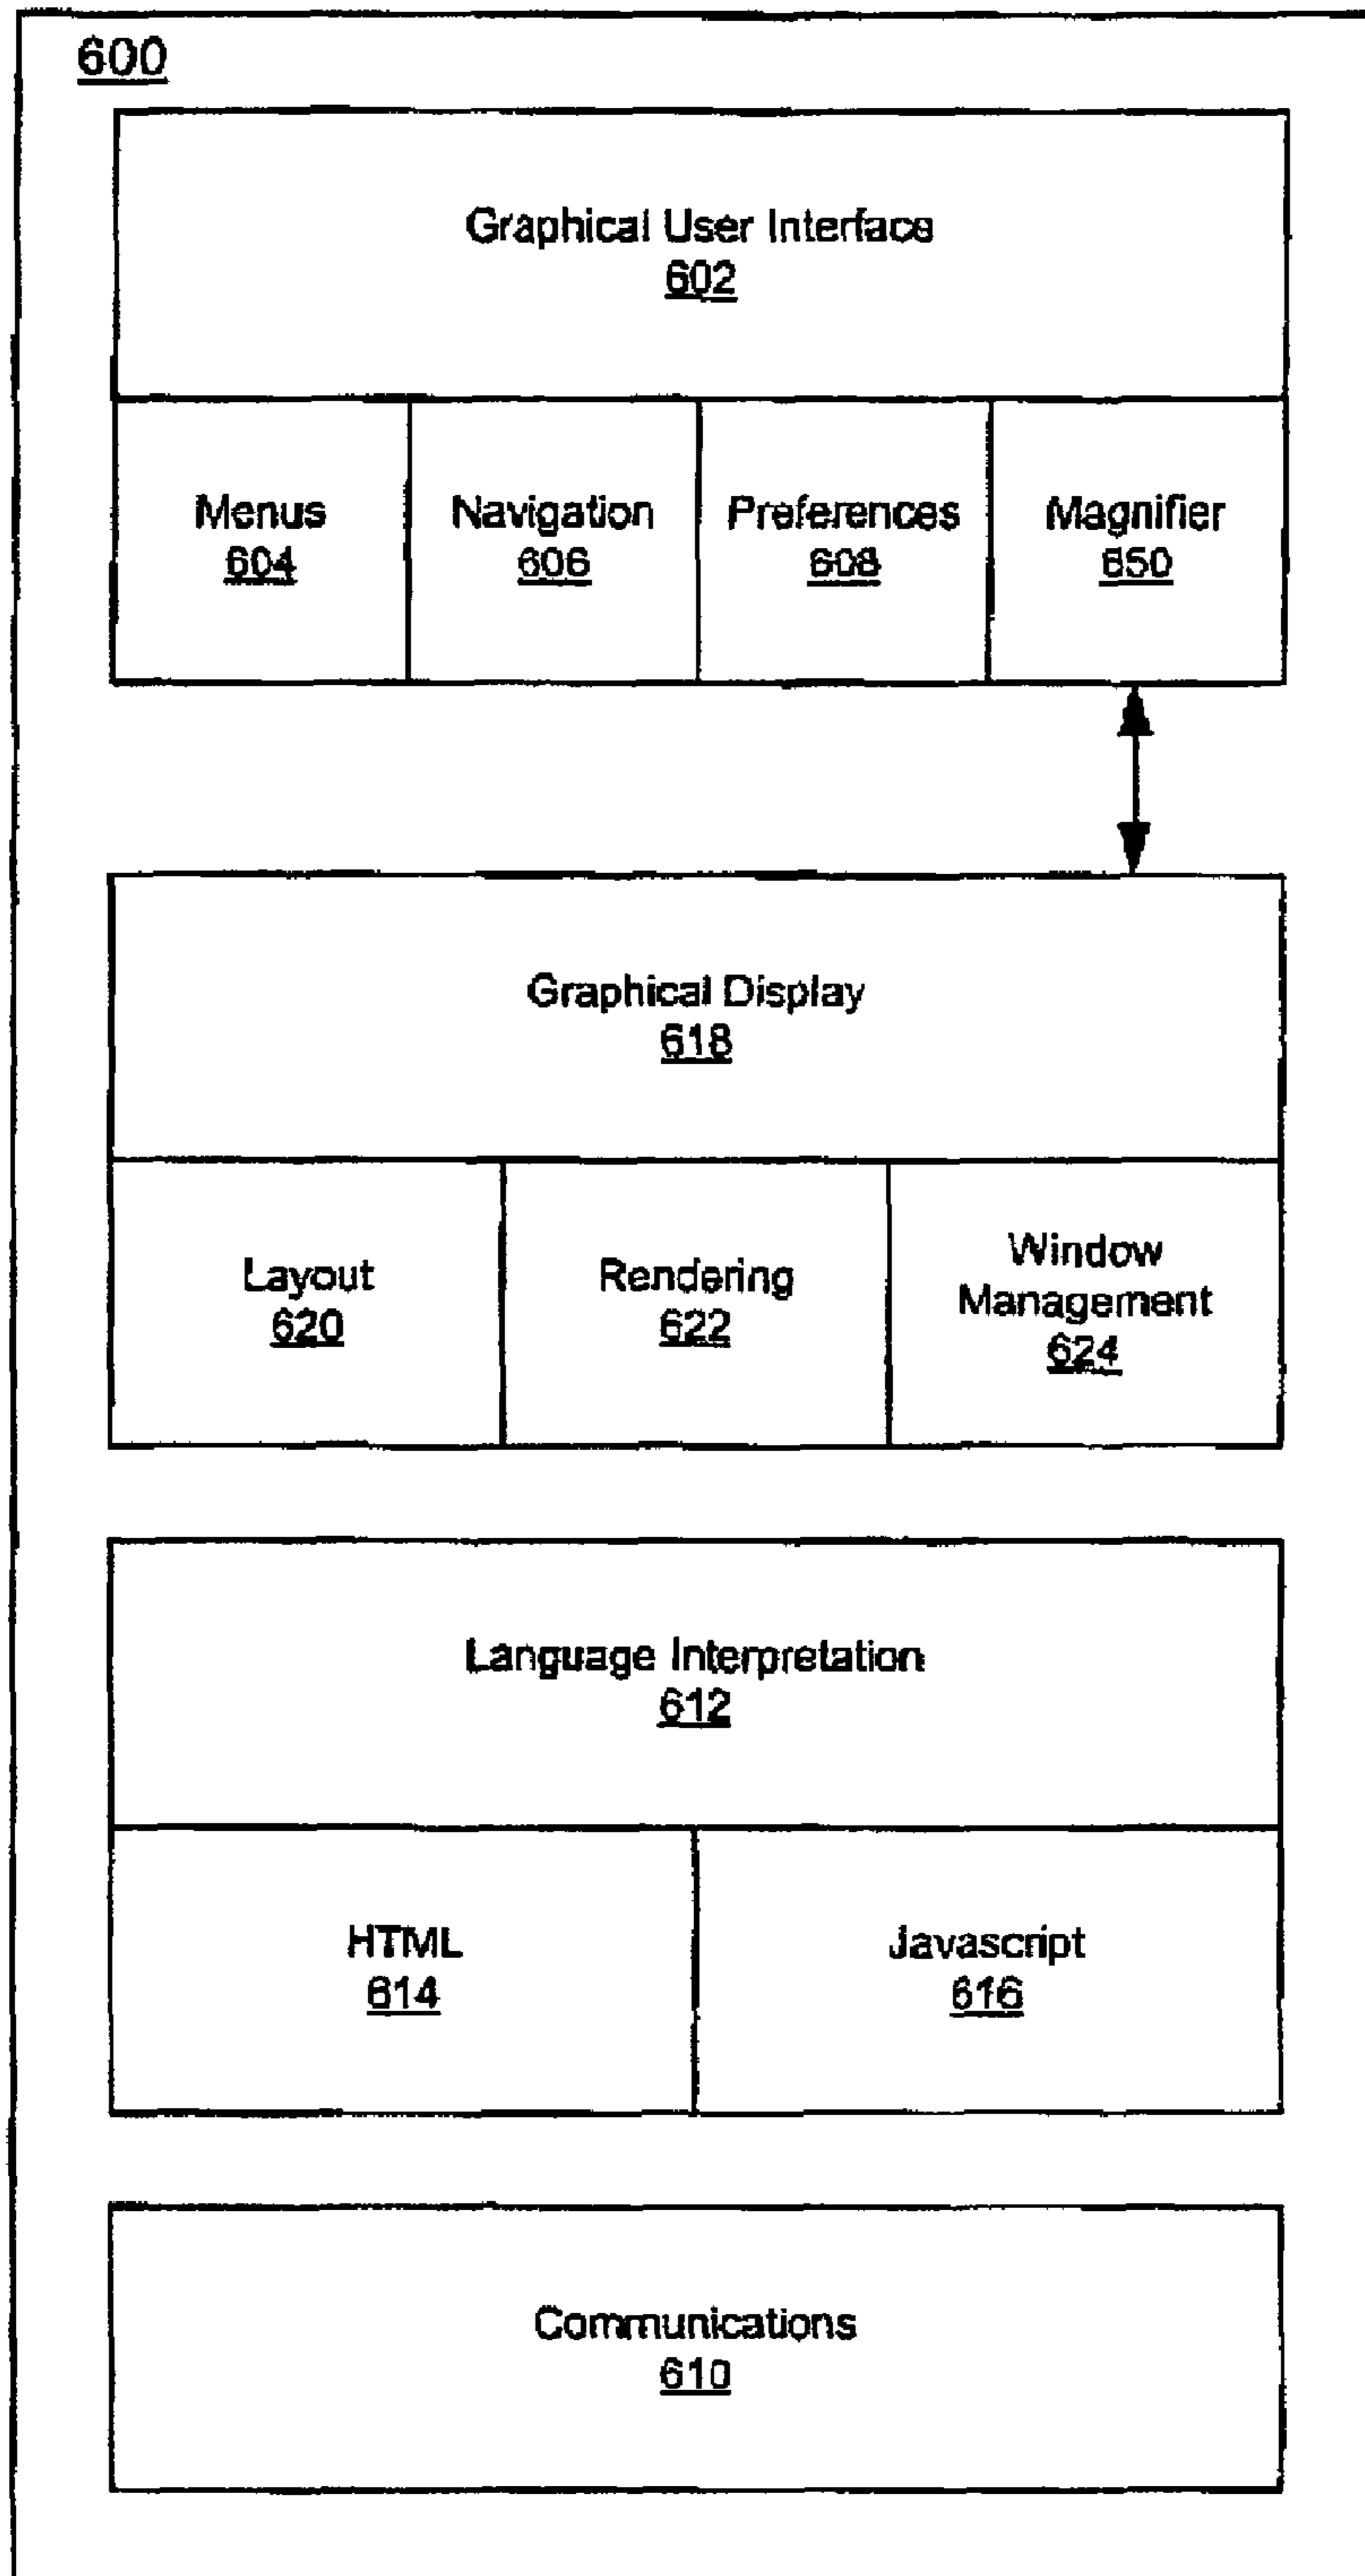 600
Graphical User Interface
602
Menus
604
Navigation
606
Preferences
608
Magnifier
650
Graphical Display
618
Layout
620
Rendering
622
Window
Management
624
Language Interpretation
612
HTML
614
Javascript
616
Communications
610